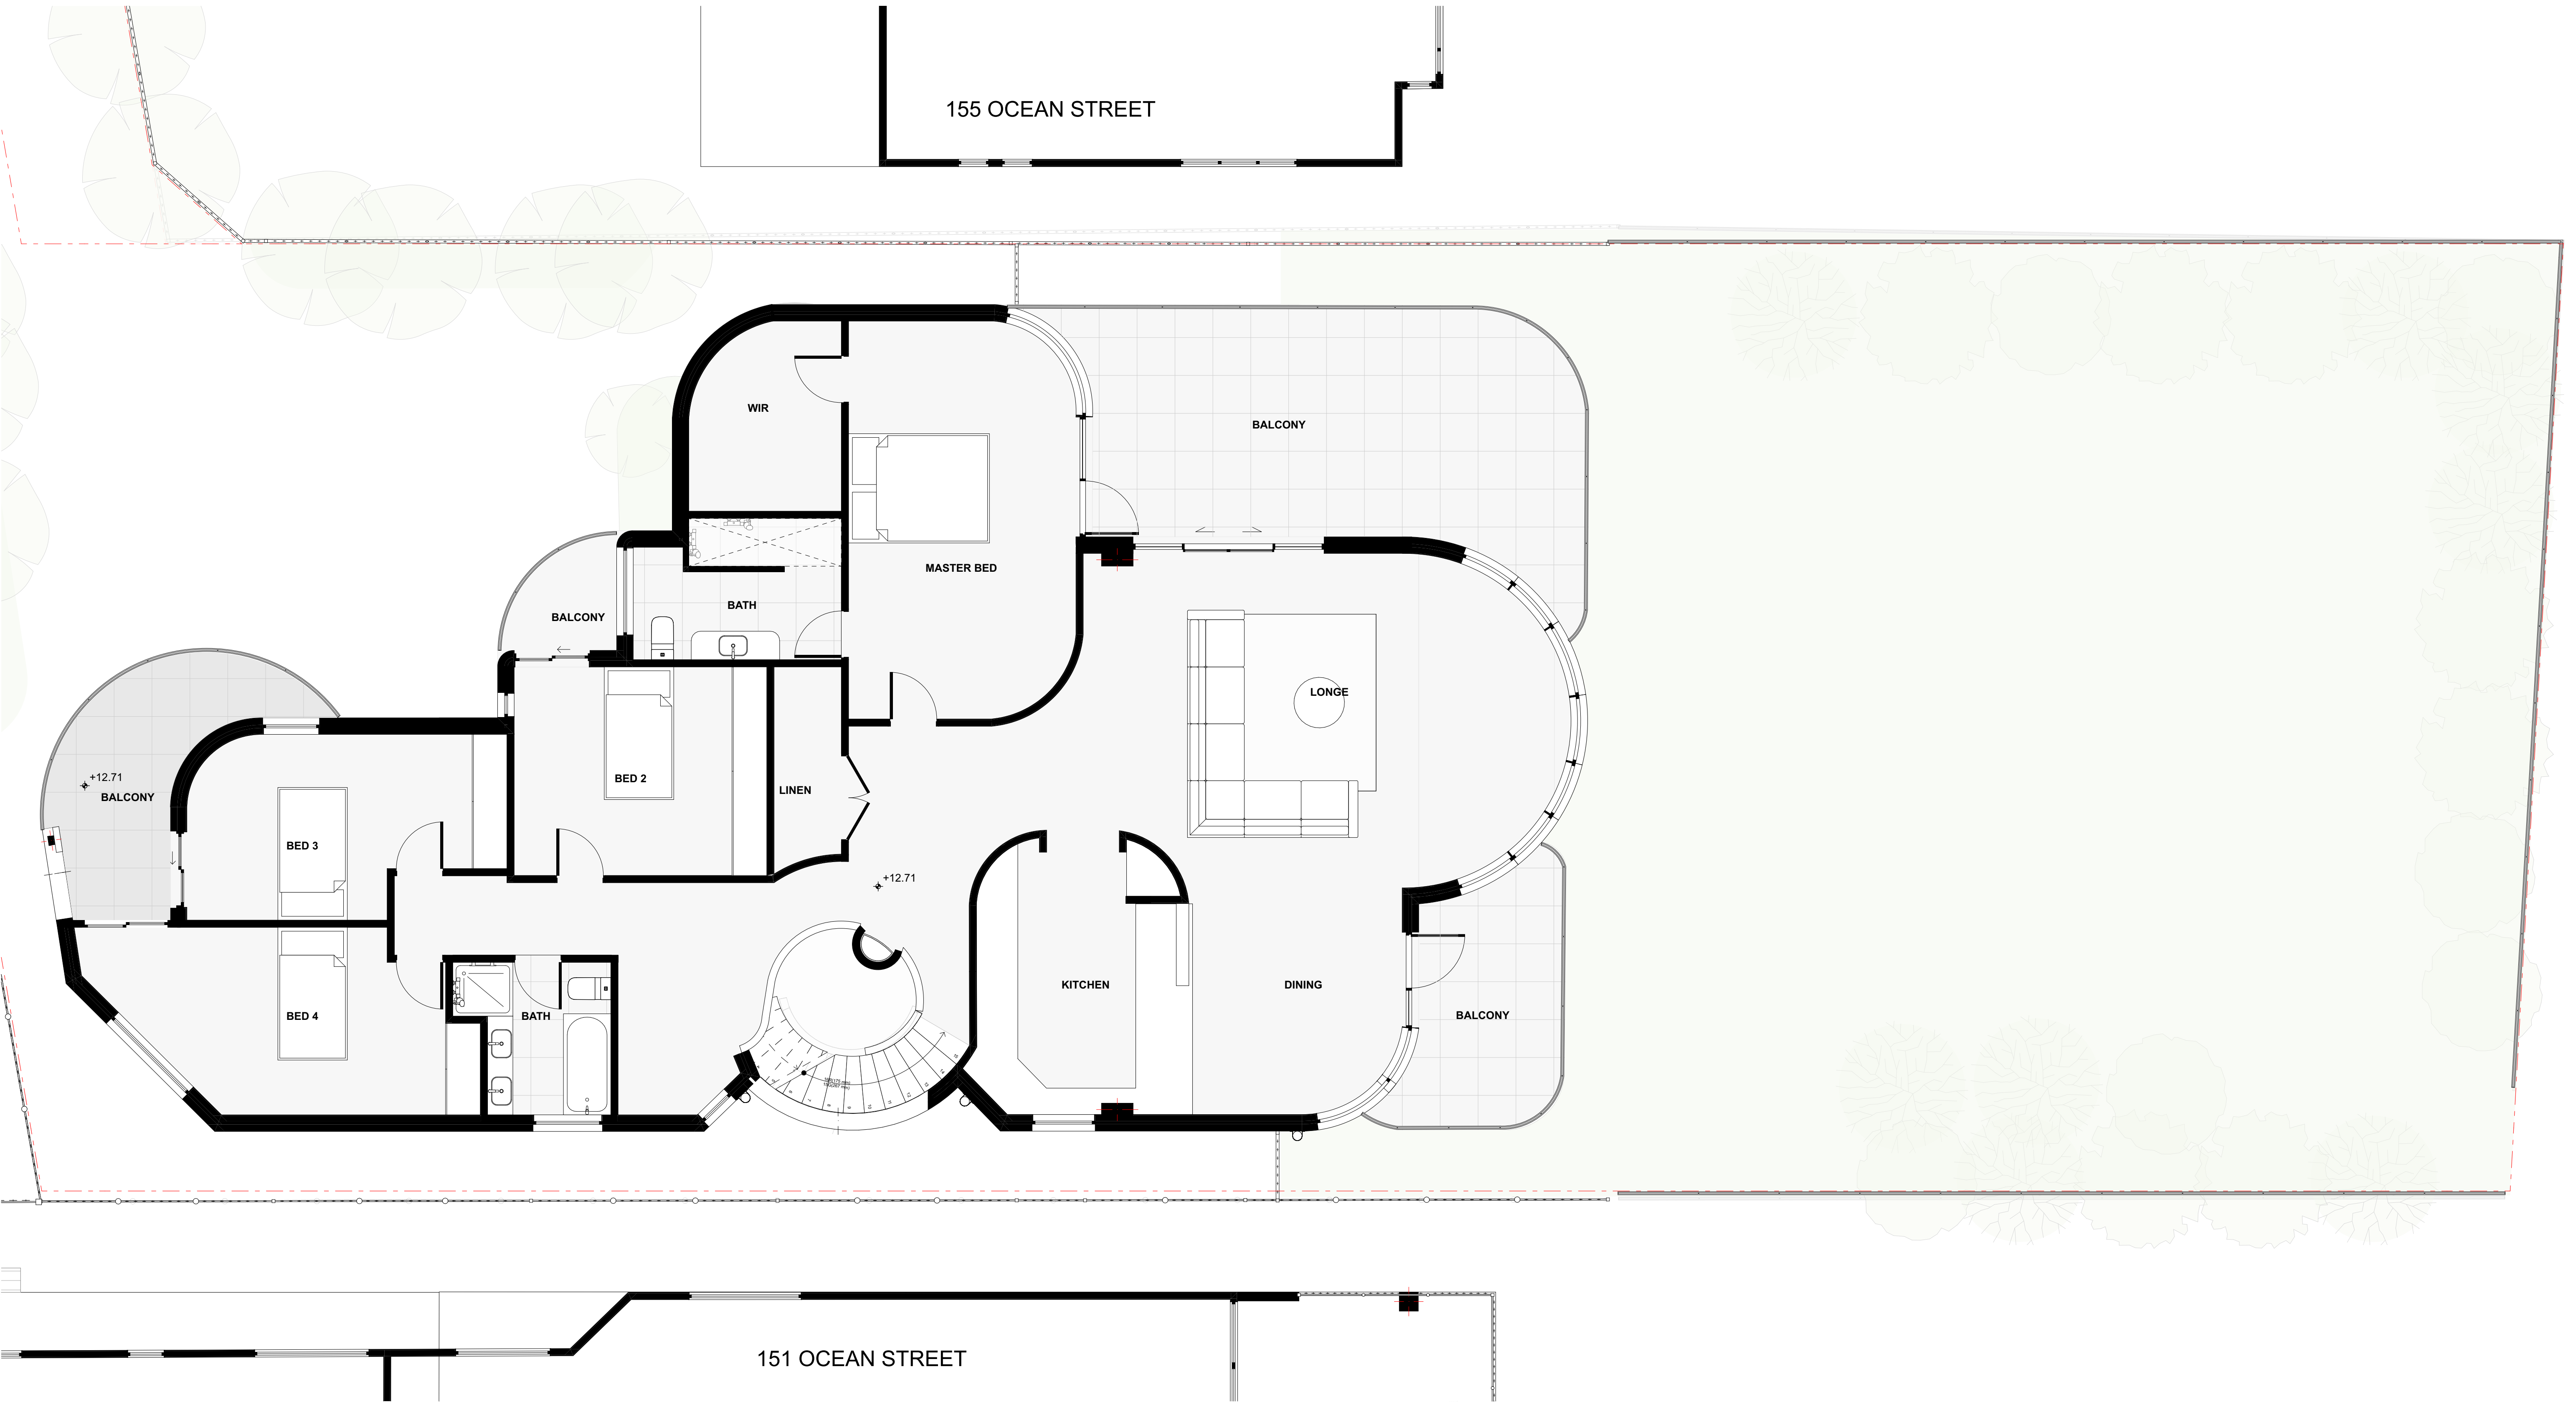 155 OCEAN STREET
WIR
BALCONY
MASTER BED
BATH
BALCONY
LONGE
+12.71
BALCONY
BED 2
LINEN
BED 3
+12.71
KITCHEN
DINING
BED 4
BATH
BALCONY
151 OCEAN STREET